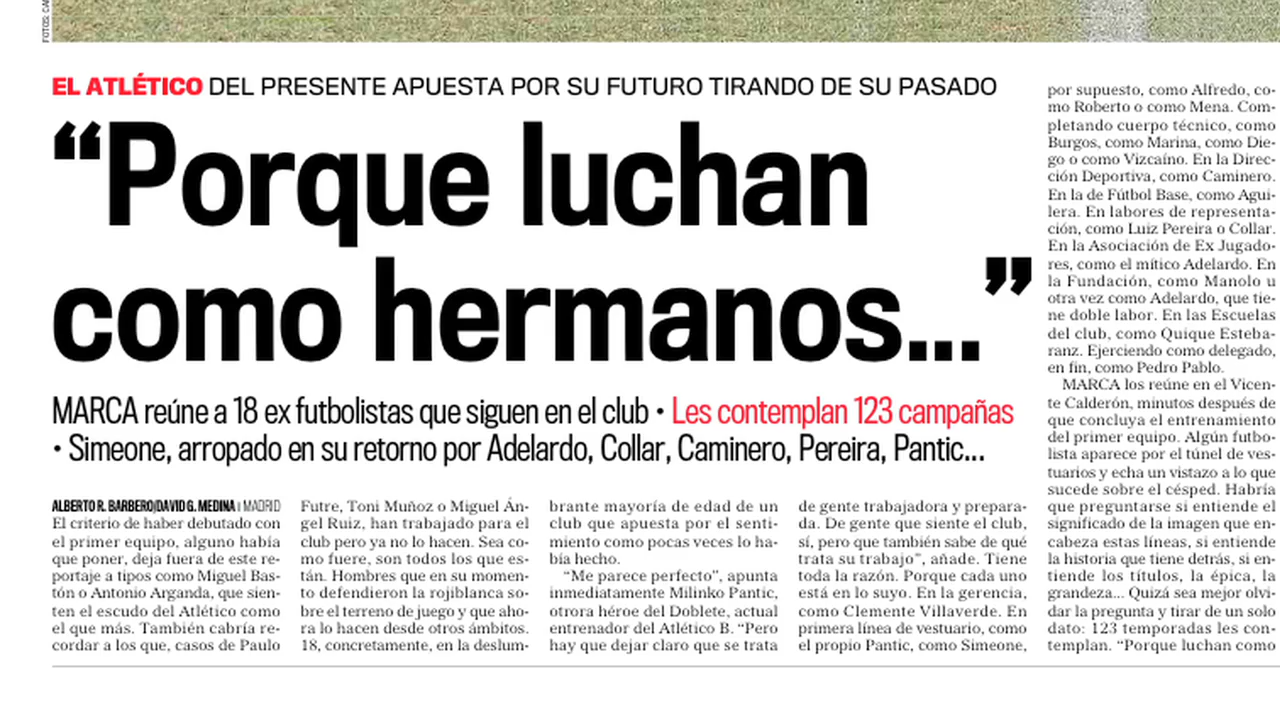 FOTOS:
EL ATLÉTICO DEL PRESENTE APUESTA POR SU FUTURO TIRANDO DE SU PASADO
“Porque luchan
como hermanos...”
MARCA reúne a 18 ex futbolistas que siguen en el club • Les contemplan 123 campañas
• Simeone, arropado en su retorno por Adelardo, Collar, Caminero, Pereira, Pantic...
ALBERTO R. BARBERO/DAVID G. MEDINA | MADRID
El criterio de haber debutado con
el primer equipo, alguno había
que poner, deja fuera de este re-
portaje a tipos como Miguel Bas-
tón o Antonio Arganda, que sien-
ten el escudo del Atlético como
el que más. También cabría re-
cordar a los que, casos de Paulo
Futre, Toni Muñoz o Miguel Án-
gel Ruiz, han trabajado para el
club pero ya no lo hacen. Sea co-
mo fuere, son todos los que es-
tán. Hombres que en su momen-
to defendieron la rojiblanca so-
bre el terreno de juego y que aho-
ra lo hacen desde otros ámbitos.
18, concretamente, en la deslum-
brante mayoría de edad de un
club que apuesta por el senti-
miento como pocas veces lo ha-
bía hecho.
“Me parece perfecto”, apunta
inmediatamente Milinko Pantic,
otrora héroe del Doblete, actual
entrenador del Atlético B. “Pero
hay que dejar claro que se trata
de gente trabajadora y prepara-
da. De gente que siente el club,
sí, pero que también sabe de qué
trata su trabajo”, añade. Tiene
toda la razón. Porque cada uno
está en lo suyo. En la gerencia,
como Clemente Villaverde. En
primera línea de vestuario, como
el propio Pantic, como Simeone,
por supuesto, como Alfredo, co-
mo Roberto o como Mena. Com-
pletando cuerpo técnico, como
Burgos, como Marina, como Die-
go o como Vizcaíno. En la Direc-
ción Deportiva, como Caminero.
En la de Fútbol Base, como Agui-
lera. En labores de representa-
ción, como Luiz Pereira o Collar.
En la Asociación de Ex Jugado-
res, como el mítico Adelardo. En
la Fundación, como Manolo u
otra vez como Adelardo, que tie-
ne doble labor. En las Escuelas
del club, como Quique Esteba-
ranz. Ejerciendo como delegado,
en fin, como Pedro Pablo.
MARCA los reúne en el Vicen-
te Calderón, minutos después de
que concluya el entrenamiento
del primer equipo. Algún futbo-
lista aparece por el túnel de ves-
tuarios y echa un vistazo a lo que
sucede sobre el césped. Habría
que preguntarse si entiende el
significado de la imagen que en-
cabeza estas líneas, si entiende
la historia que tiene detrás, si en-
tiende los títulos, la épica, la
grandeza... Quizá sea mejor olvi-
dar la pregunta y tirar de un solo
dato: 123 temporadas les con-
templan. “Porque luchan como